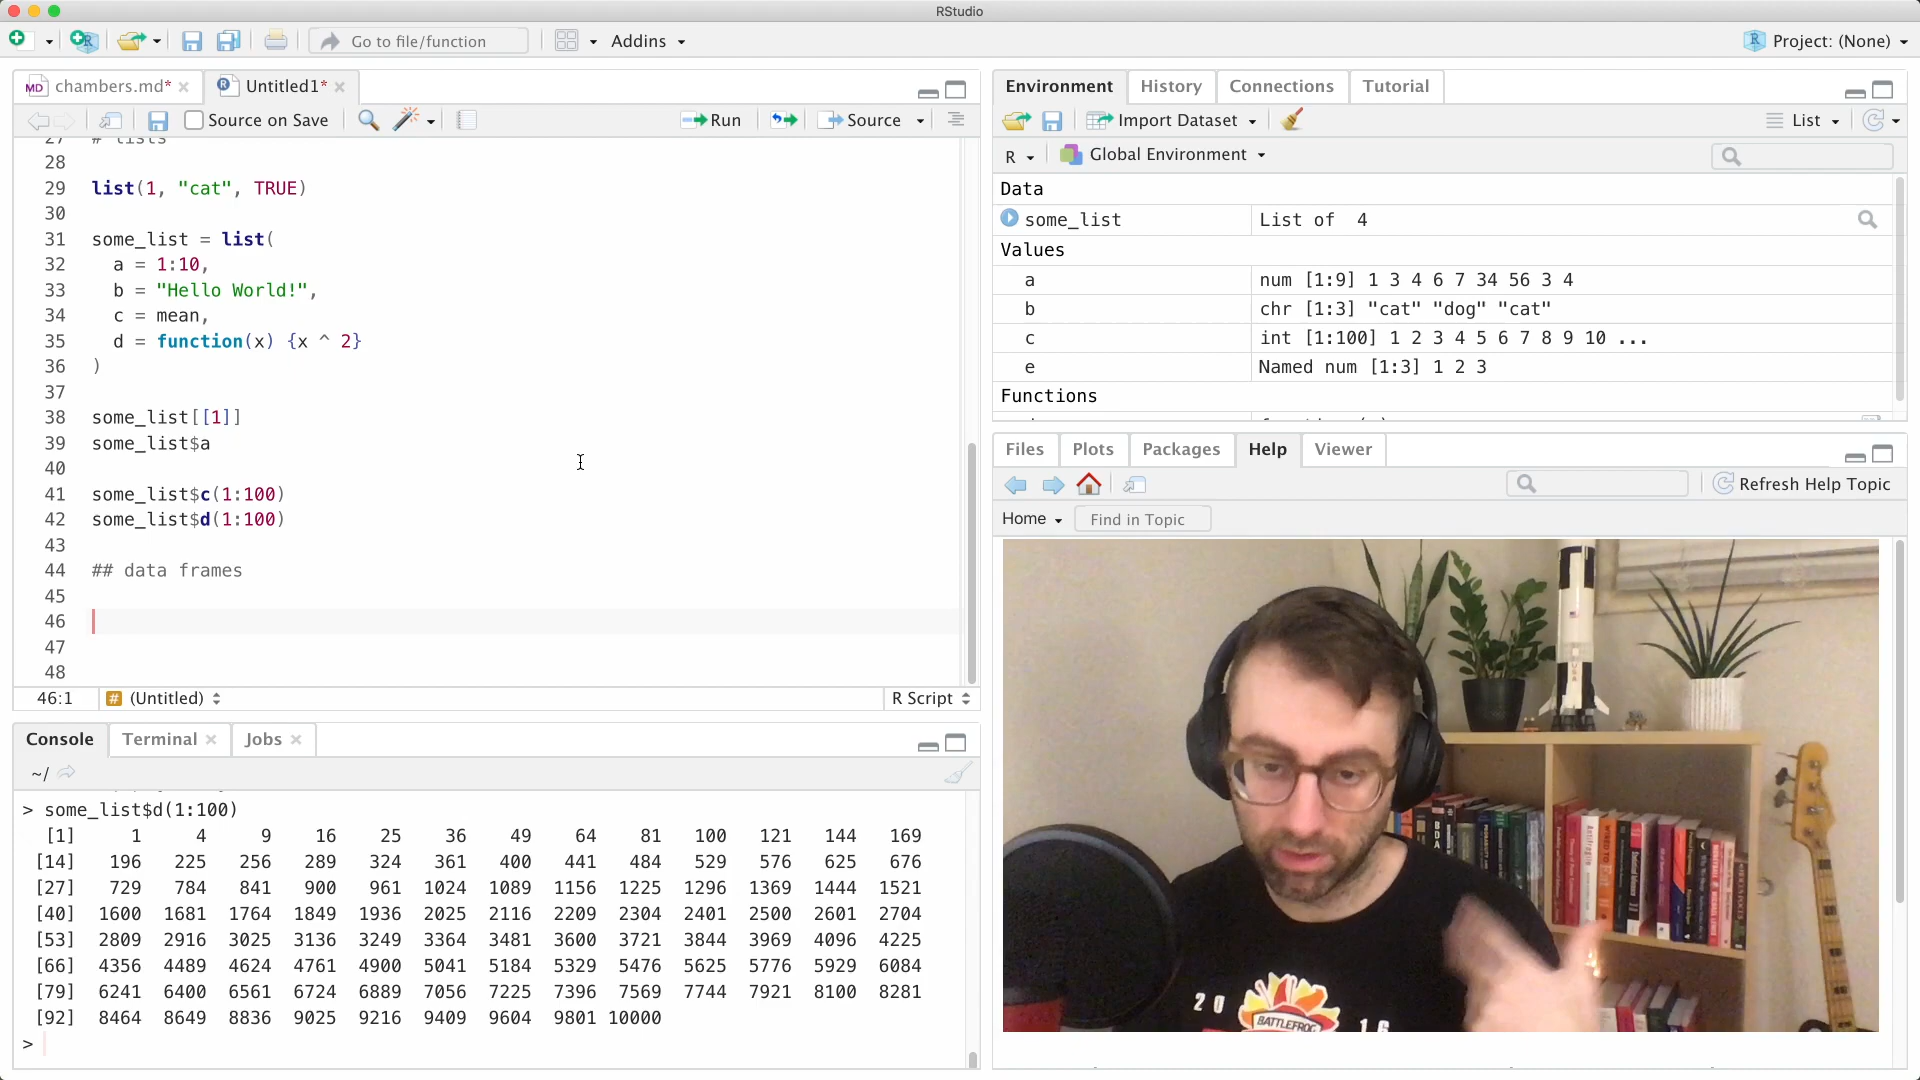 RStudio
Go to file/function
Addins
Project: (None)
MD chambers.md*
Untitled1*
Source on Save
Run
Source
27 # lists
28
29 list(1, "cat", TRUE)
30
31 some_list = list(
32 a = 1:10,
33 b = "Hello World!",
34 c = mean,
35 d = function(x) {x ^ 2}
36 )
37
38 some_list[[1]]
39 some_list$a
40
41 some_list$c(1:100)
42 some_list$d(1:100)
43
44 ## data frames
45
46
47
48
46:1 # (Untitled) R Script
Console Terminal Jobs
~/
> some_list$d(1:100)
[1] 1 4 9 16 25 36 49 64 81 100 121 144 169
[14] 196 225 256 289 324 361 400 441 484 529 576 625 676
[27] 729 784 841 900 961 1024 1089 1156 1225 1296 1369 1444 1521
[40] 1600 1681 1764 1849 1936 2025 2116 2209 2304 2401 2500 2601 2704
[53] 2809 2916 3025 3136 3249 3364 3481 3600 3721 3844 3969 4096 4225
[66] 4356 4489 4624 4761 4900 5041 5184 5329 5476 5625 5776 5929 6084
[79] 6241 6400 6561 6724 6889 7056 7225 7396 7569 7744 7921 8100 8281
[92] 8464 8649 8836 9025 9216 9409 9604 9801 10000
>
Environment History Connections Tutorial
Import Dataset
List
R Global Environment
Data
some_list List of 4
Values
a num [1:9] 1 3 4 6 7 34 56 3 4
b chr [1:3] "cat" "dog" "cat"
c int [1:100] 1 2 3 4 5 6 7 8 9 10 ...
e Named num [1:3] 1 2 3
Functions
Files Plots Packages Help Viewer
Refresh Help Topic
Home Find in Topic
USA
20 16
BATTLEFROG